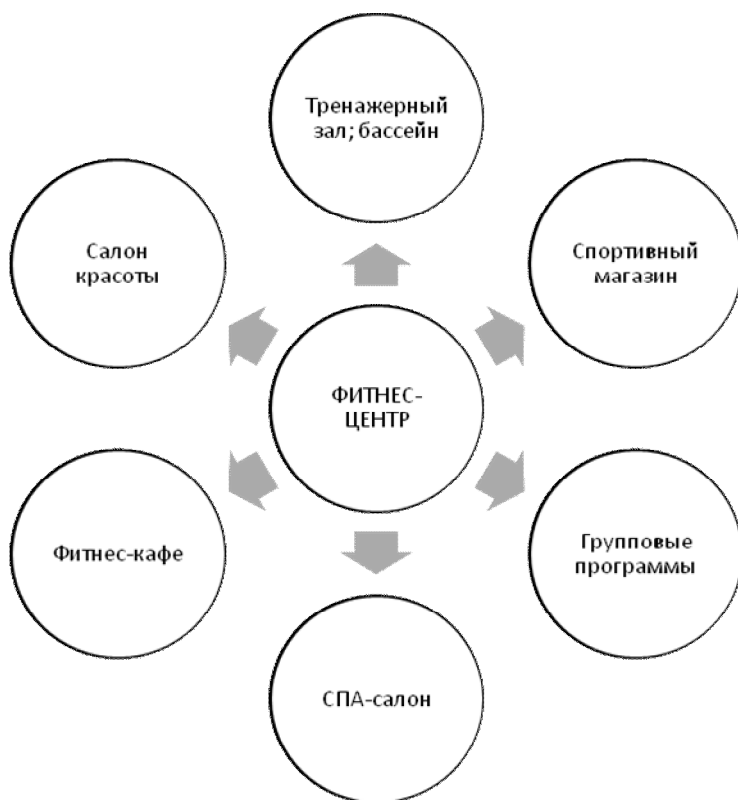 Тренажерный
зал; бассейн
Салон
красоты
Спортивный
магазин
ФИТНЕС-
ЦЕНТР
Фитнес-кафе
Групповые
программы
СПА-салон